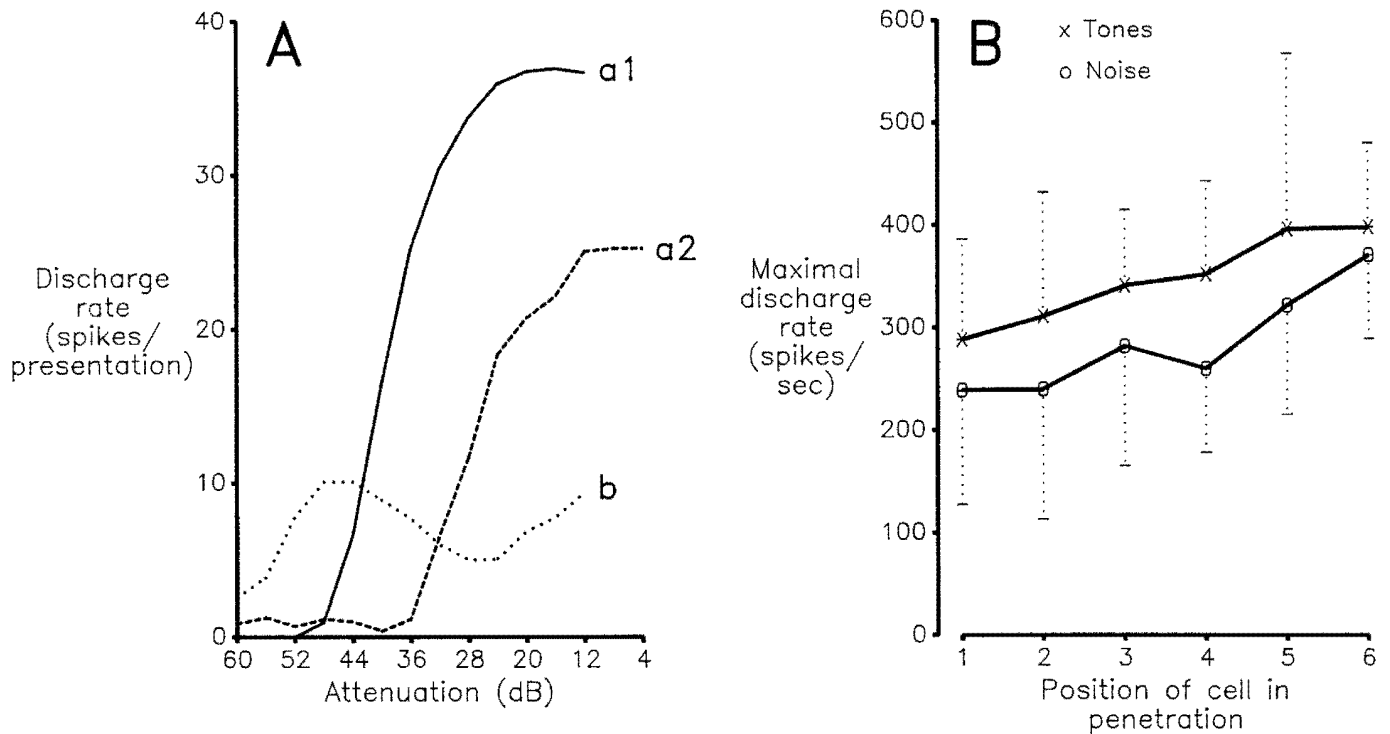 A
40
30
20
10
0
Discharge
rate
(spikes/
presentation)
a1
a2
b
60 52 44 36 28 20 12 4
Attenuation (dB)
B
x Tones
o Noise
600
500
400
300
200
100
0
Maximal
discharge
rate
(spikes/
sec)
1 2 3 4 5 6
Position of cell in
penetration